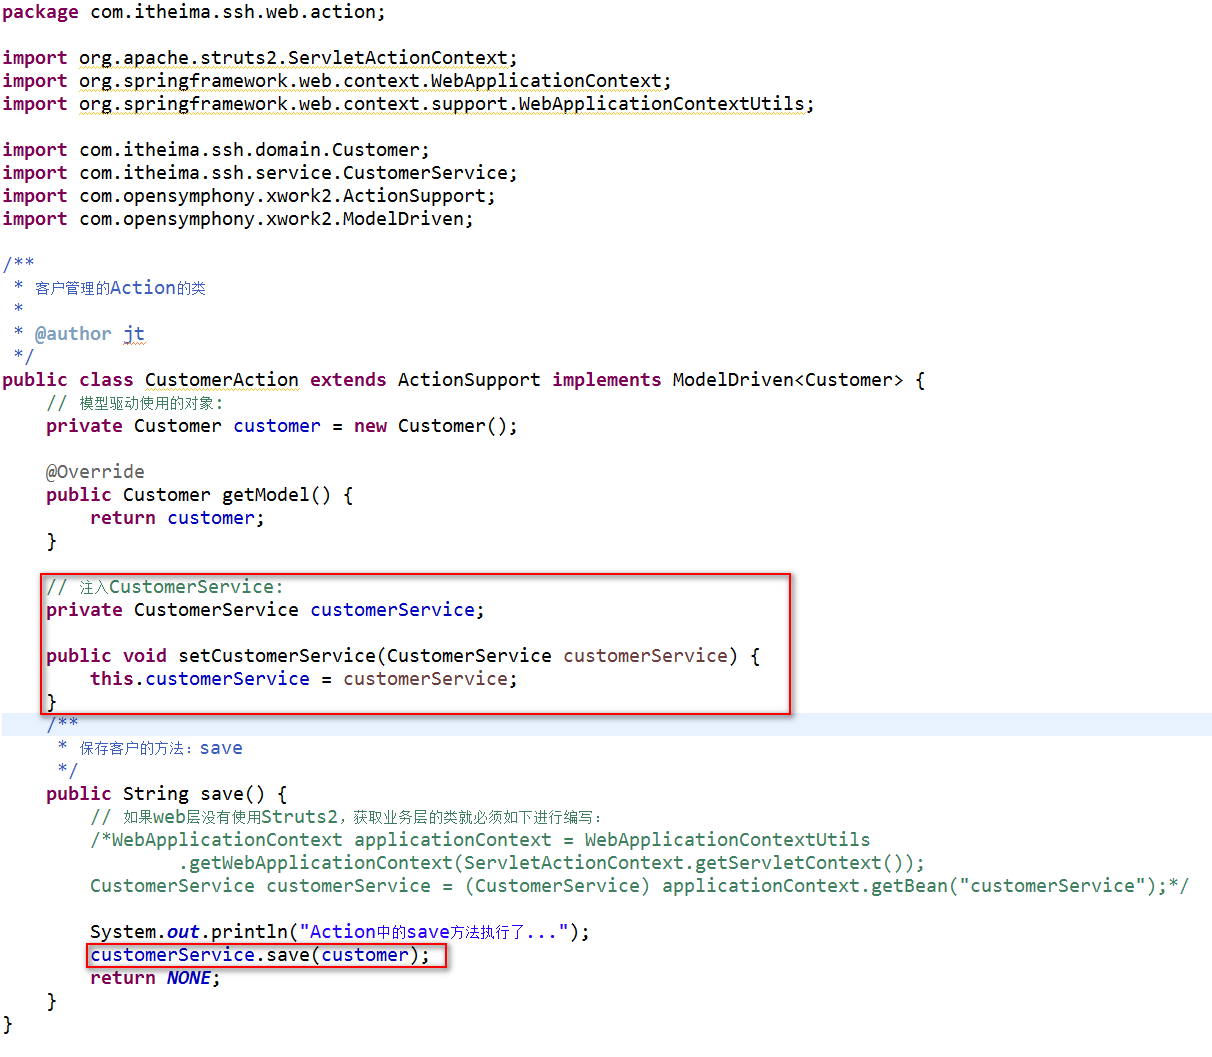 package com.itheima.ssh.web.action;
import org.apache.struts2.ServletActionContext;
import org.springframework.web.context.WebApplicationContext;
import org.springframework.web.context.support.WebApplicationContextUtils;
import com.itheima.ssh.domain.Customer;
import com.itheima.ssh.service.CustomerService;
import com.opensymphony.xwork2.ActionSupport;
import com.opensymphony.xwork2.ModelDriven;
/**
* 客户管理的Action的类
*
* @author jt
*/
public class CustomerAction extends ActionSupport implements ModelDriven<Customer> {
// 模型驱动使用的对象:
private Customer customer = new Customer();
@Override
public Customer getModel() {
return customer;
}
// 注入CustomerService:
private CustomerService customerService;
public void setCustomerService(CustomerService customerService) {
this.customerService = customerService;
}
/**
* 保存客户的方法：save
*/
public String save() {
// 如果web层没有使用Struts2，获取业务层的类就必须如下进行编写：
/*WebApplicationContext applicationContext = WebApplicationContextUtils
.getWebApplicationContext(ServletActionContext.getServletContext());
CustomerService customerService = (CustomerService) applicationContext.getBean("customerService");*/
System.out.println("Action中的save方法执行了...");
customerService.save(customer);
return NONE;
}
}